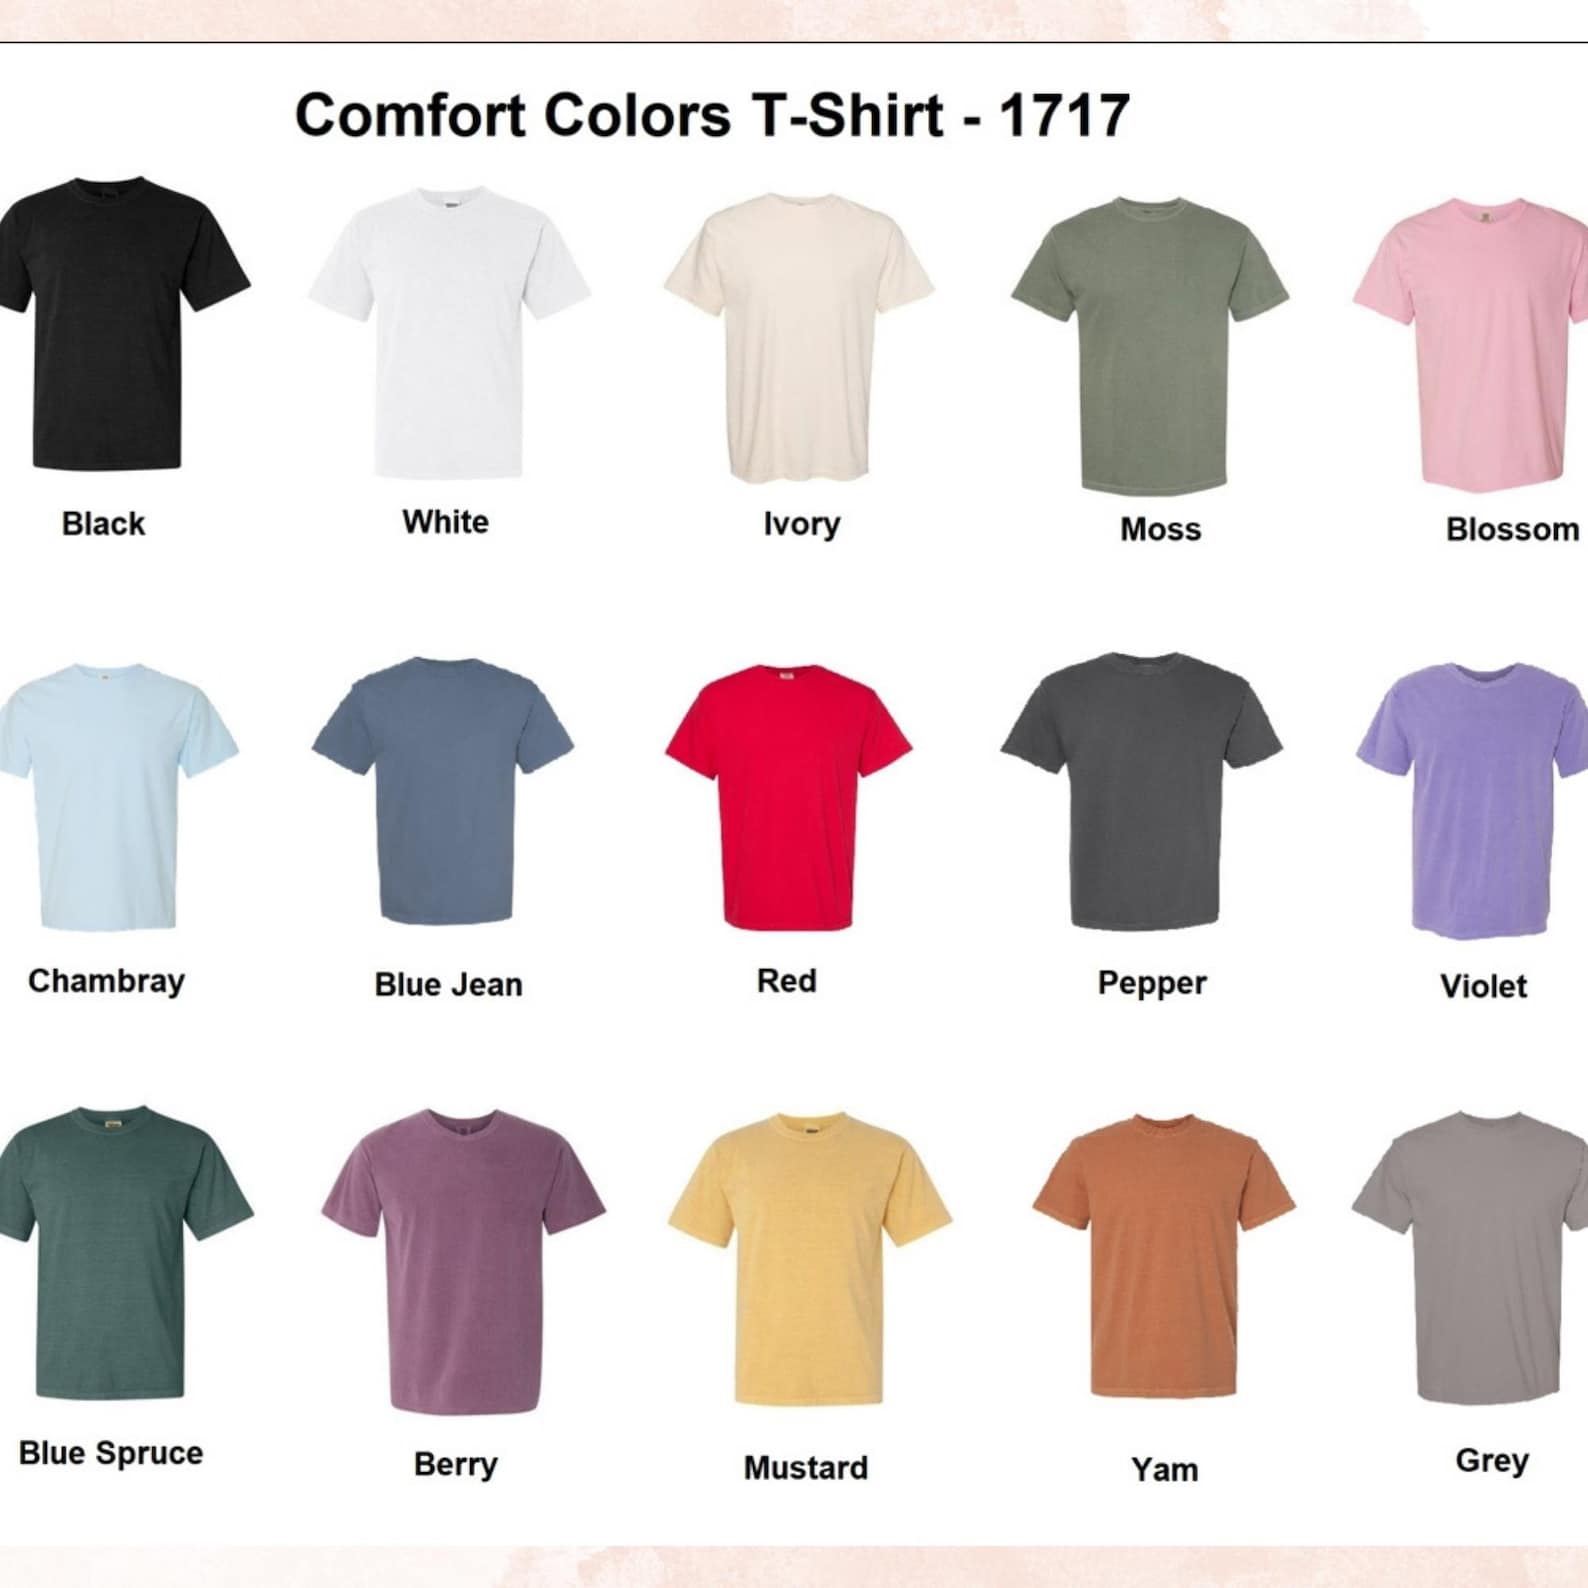 Comfort Colors T-Shirt - 1717
Black
White
Ivory
Moss
Blossom
Chambray
Blue Jean
Red
Pepper
Violet
Blue Spruce
Berry
Mustard
Yam
Grey